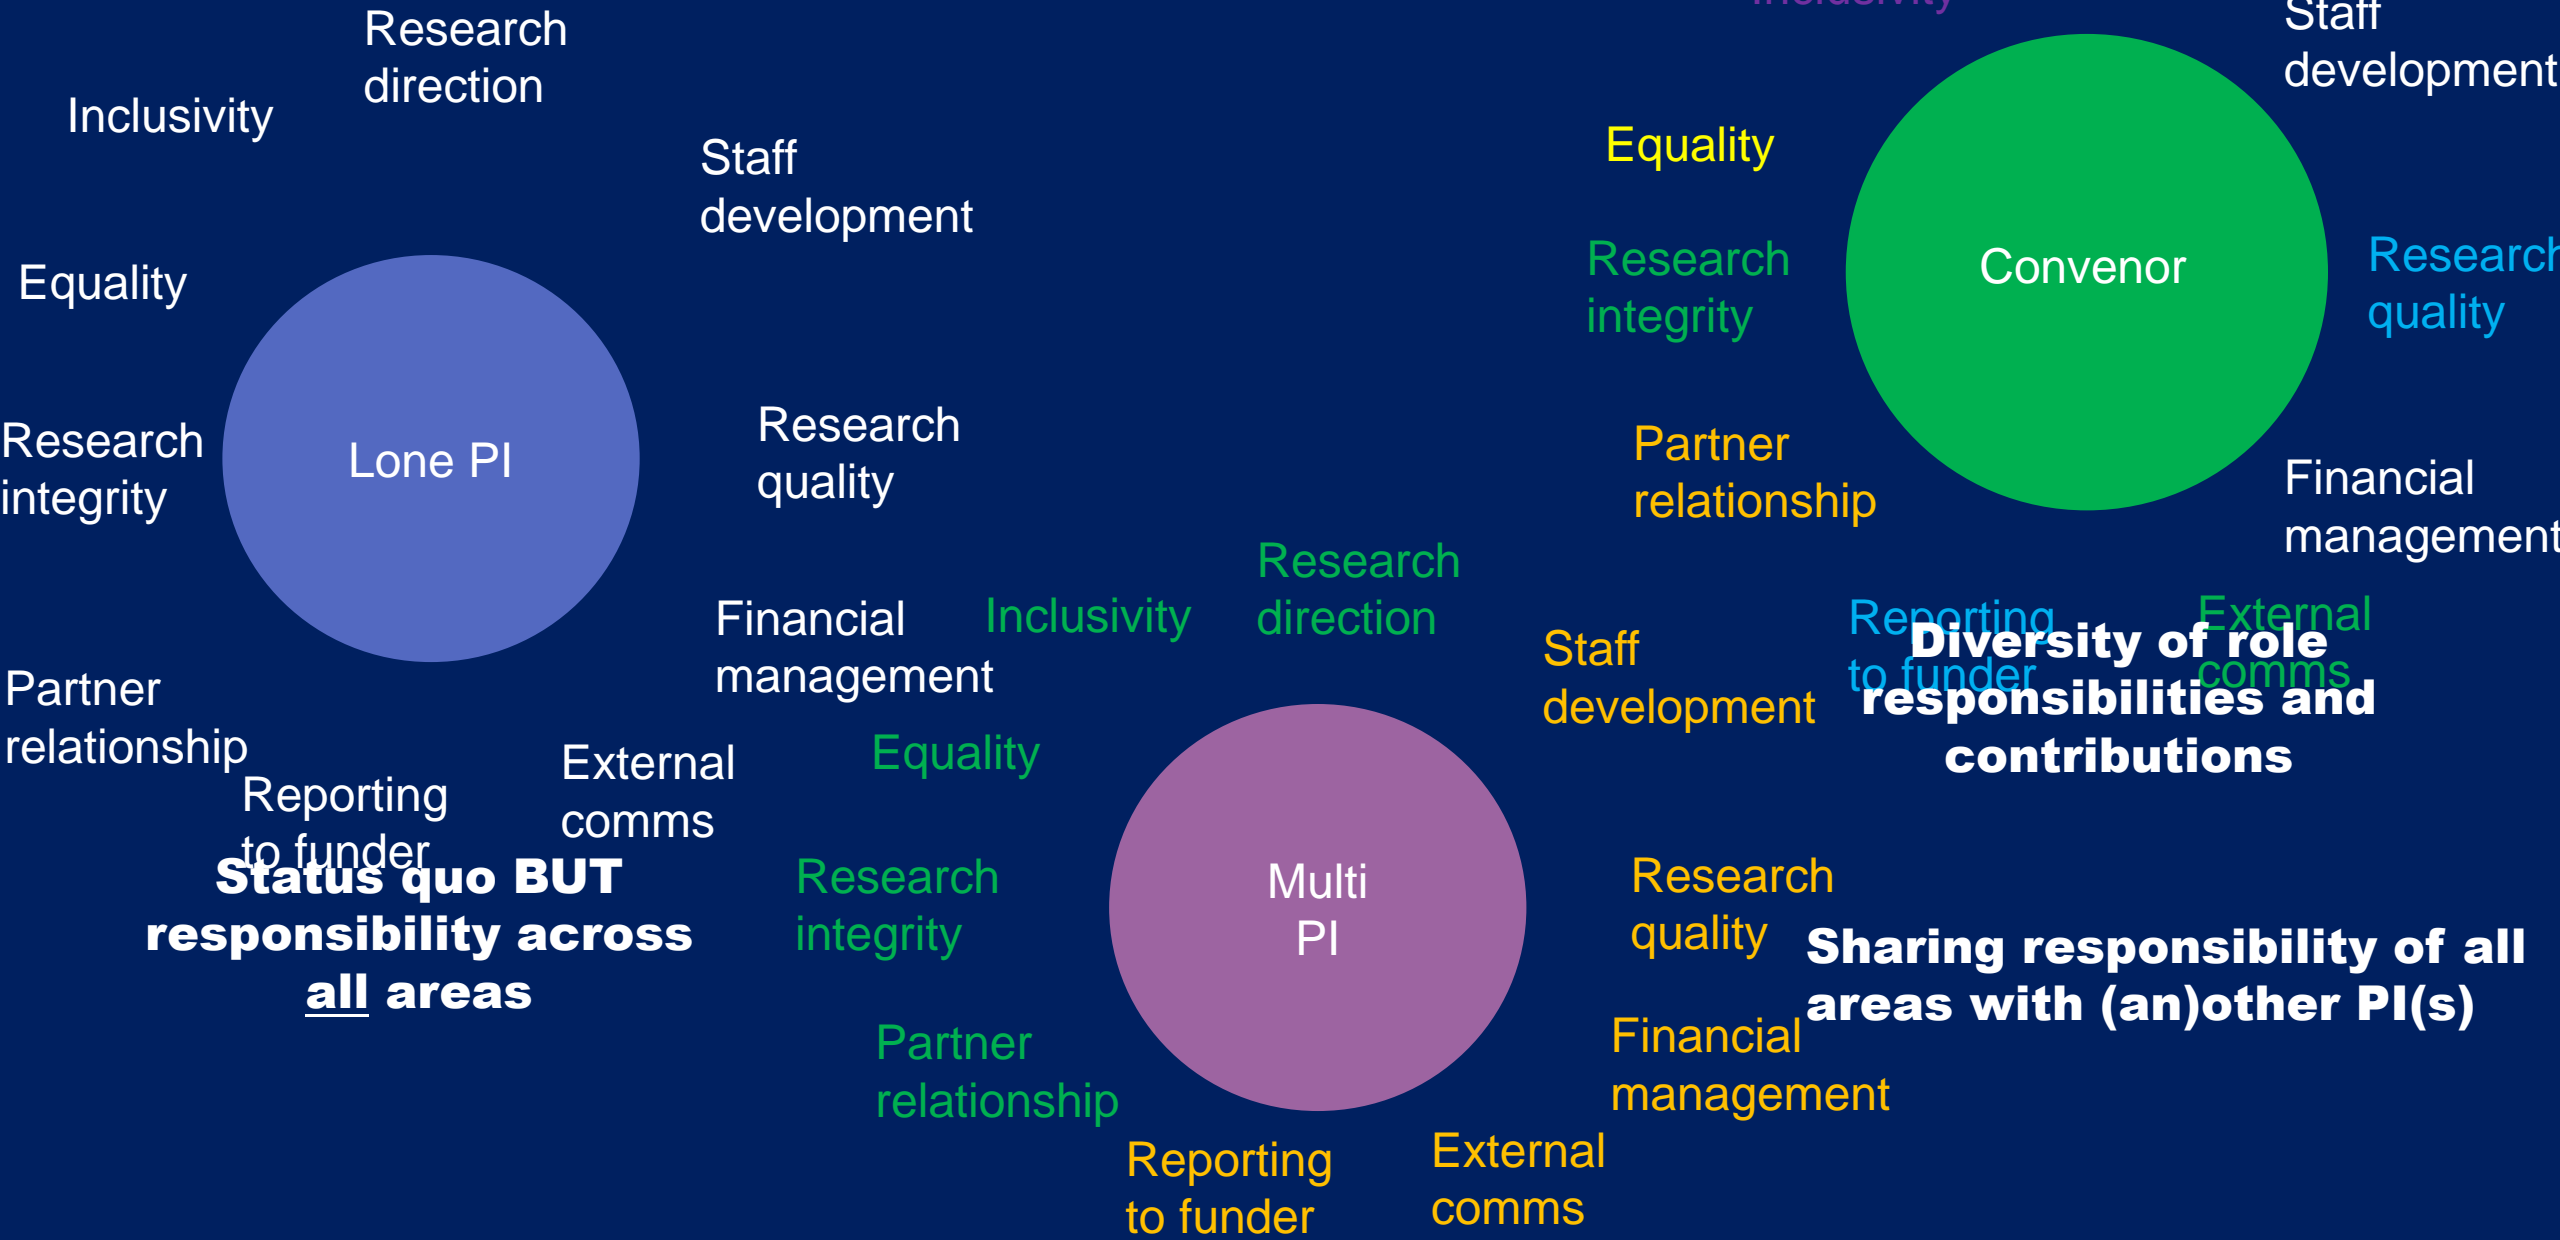 Research
direction
Inclusivity
Staff
development
Equality
Lone PI
Research
quality
Research
integrity
Financial
management
Partner
relationship
Reporting
to funder
External
comms
Status quo BUT
responsibility across
all areas
Inclusivity
Staff
development
Equality
Convenor
Research
integrity
Research
quality
Partner
relationship
Financial
management
Reporting
to funder
External
comms
Diversity of role
responsibilities and
contributions
Research
direction
Inclusivity
Staff
development
Equality
Multi
PI
Research
integrity
Research
quality
Partner
relationship
Financial
management
Reporting
to funder
External
comms
Sharing responsibility of all
areas with (an)other PI(s)